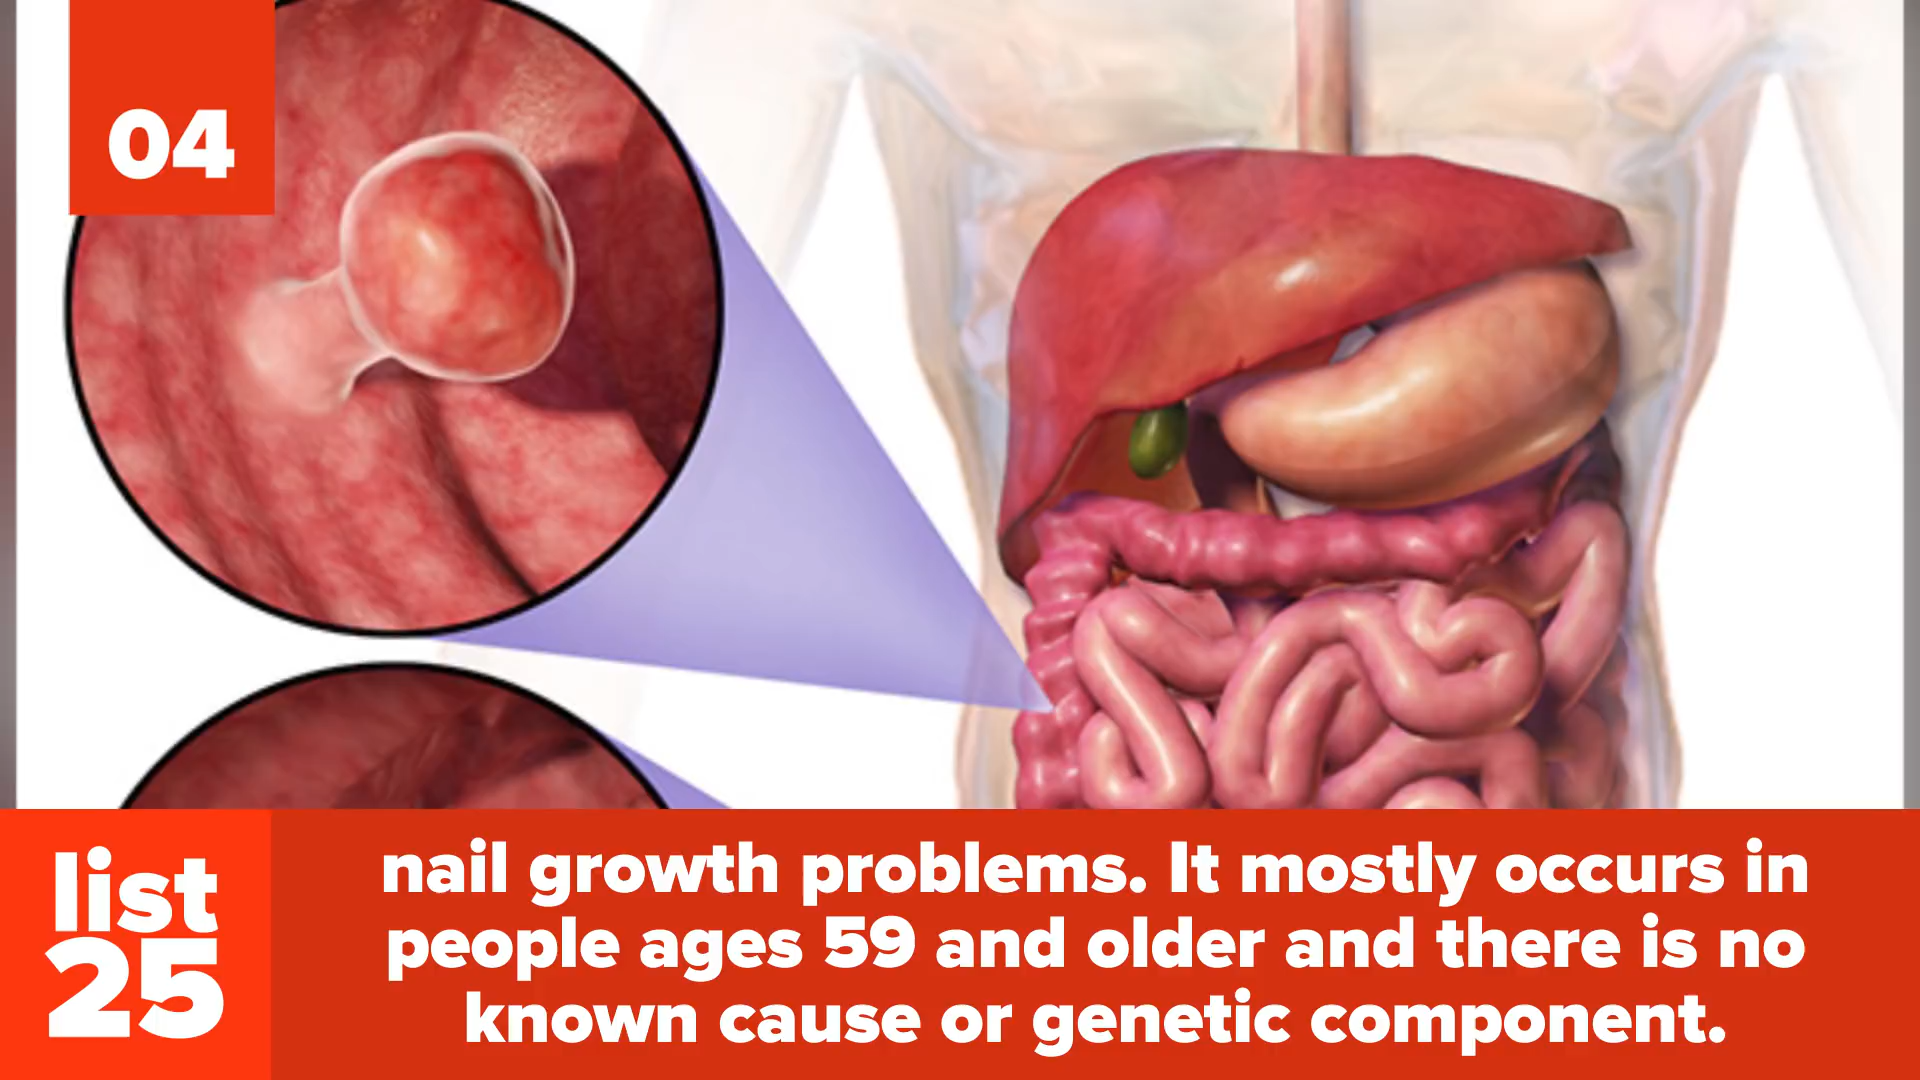 04
list
25
nail growth problems. It mostly occurs in
people ages 59 and older and there is no
known cause or genetic component.